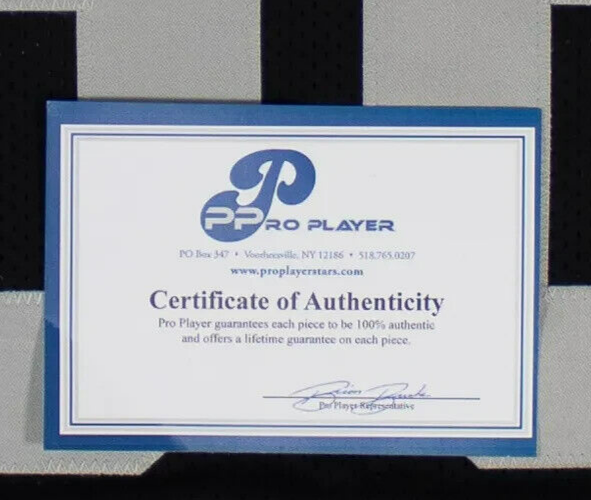 P
PPRO PLAYER
PO Box 347 • Voorheesville, NY 12186 • 518.765.0207
www.proplayerstars.com
Certificate of Authenticity
Pro Player guarantees each piece to be 100% authentic
and offers a lifetime guarantee on each piece.
Pro Player Representative